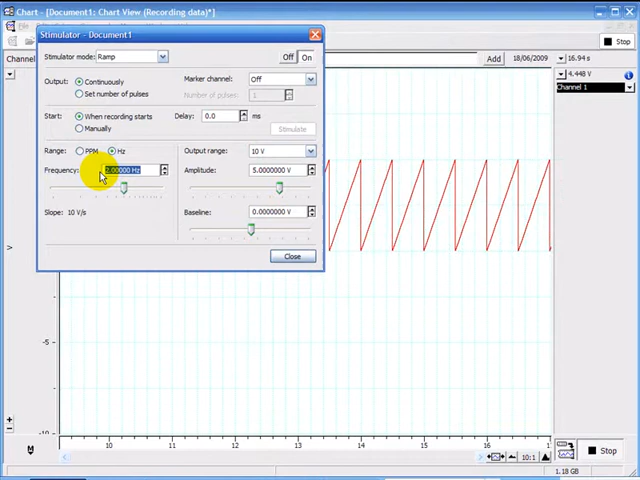 Chart - [Document1: Chart View (Recording data)*]
Stimulator - Document1
Stop
Channel
Add
18/06/2009
16.94 s
Stimulator mode: Ramp
Off
On
4.448 V
Channel 1
Output:
Continuously
Marker channel:
Off
Set number of pulses
Number of pulses:
1
Start:
When recording starts
Delay:
0.0
ms
Manually
Stimulate
Range:
PPM
Hz
Output range:
10 V
Frequency:
2.00000 Hz
Amplitude:
5.0000000 V
Slope:
10 V/s
Baseline:
0.0000000 V
Close
-5
-10
10
11
12
13
14
15
16
1
10:1
Stop
1.18 GB